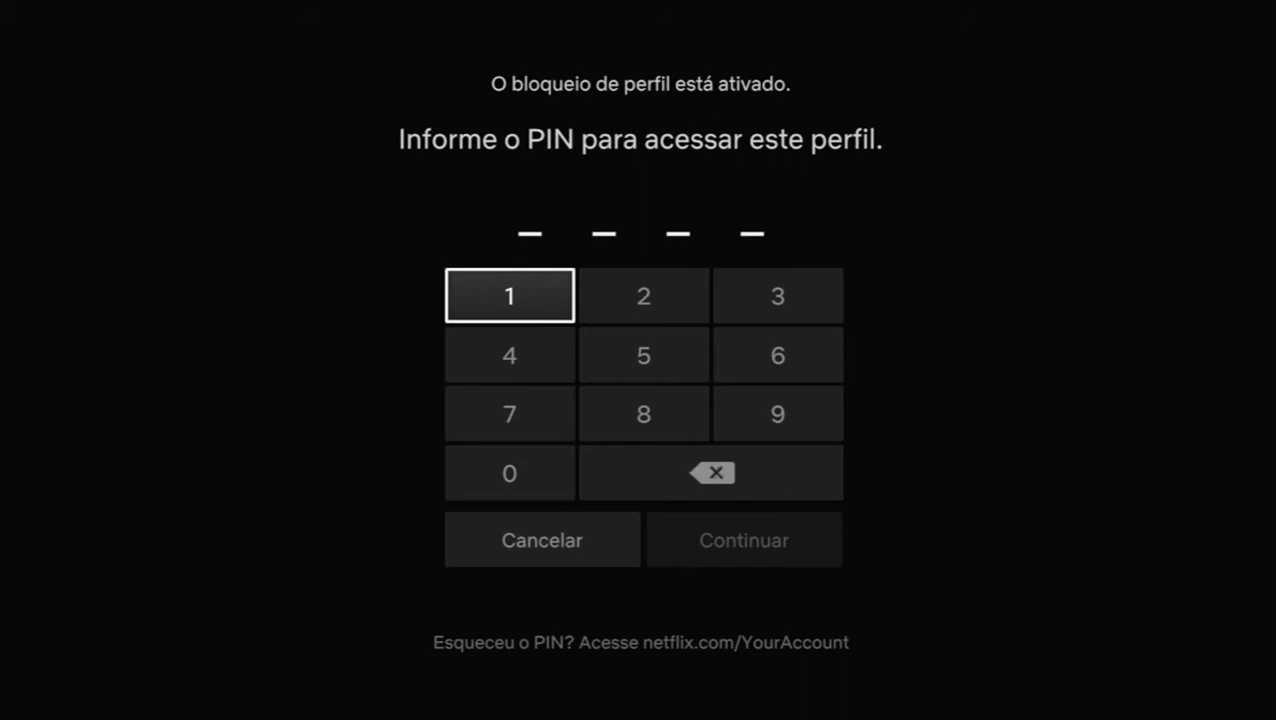 O bloqueio de perfil está ativado.
Informe o PIN para acessar este perfil.
1 2 3
4 5 6
7 8 9
0
Cancelar Continuar
Esqueceu o PIN? Acesse netflix.com/YourAccount